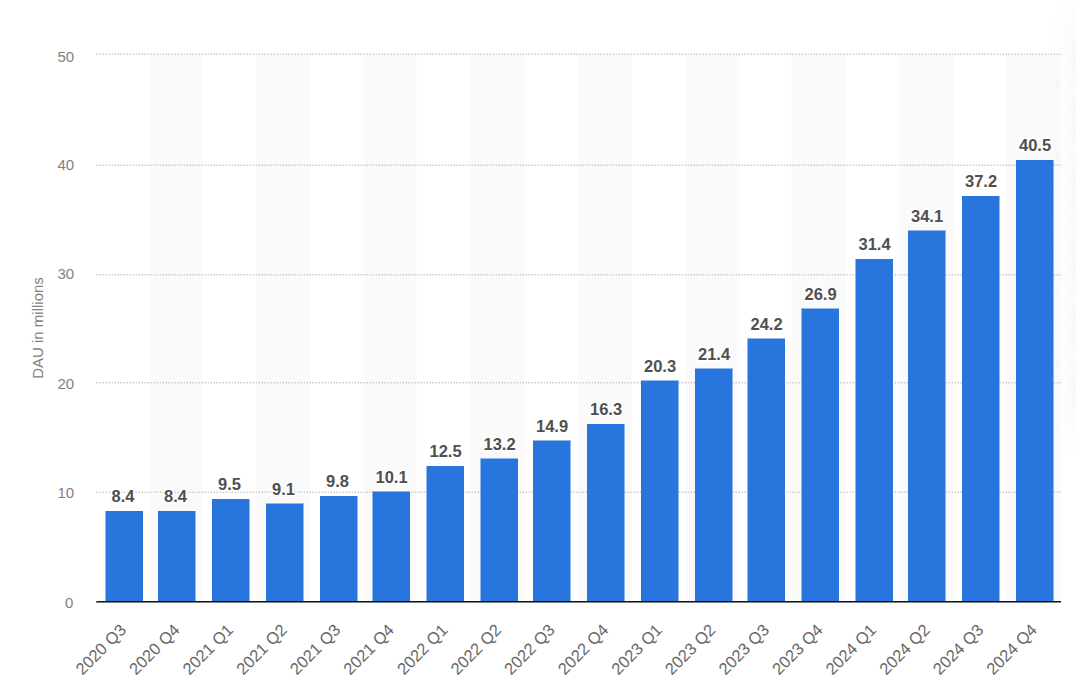 50
40
30
20
10
0
DAU in millions
8.4
8.4
9.5
9.1
9.8
10.1
12.5
13.2
14.9
16.3
20.3
21.4
24.2
26.9
31.4
34.1
37.2
40.5
2020 Q3
2020 Q4
2021 Q1
2021 Q2
2021 Q3
2021 Q4
2022 Q1
2022 Q2
2022 Q3
2022 Q4
2023 Q1
2023 Q2
2023 Q3
2023 Q4
2024 Q1
2024 Q2
2024 Q3
2024 Q4